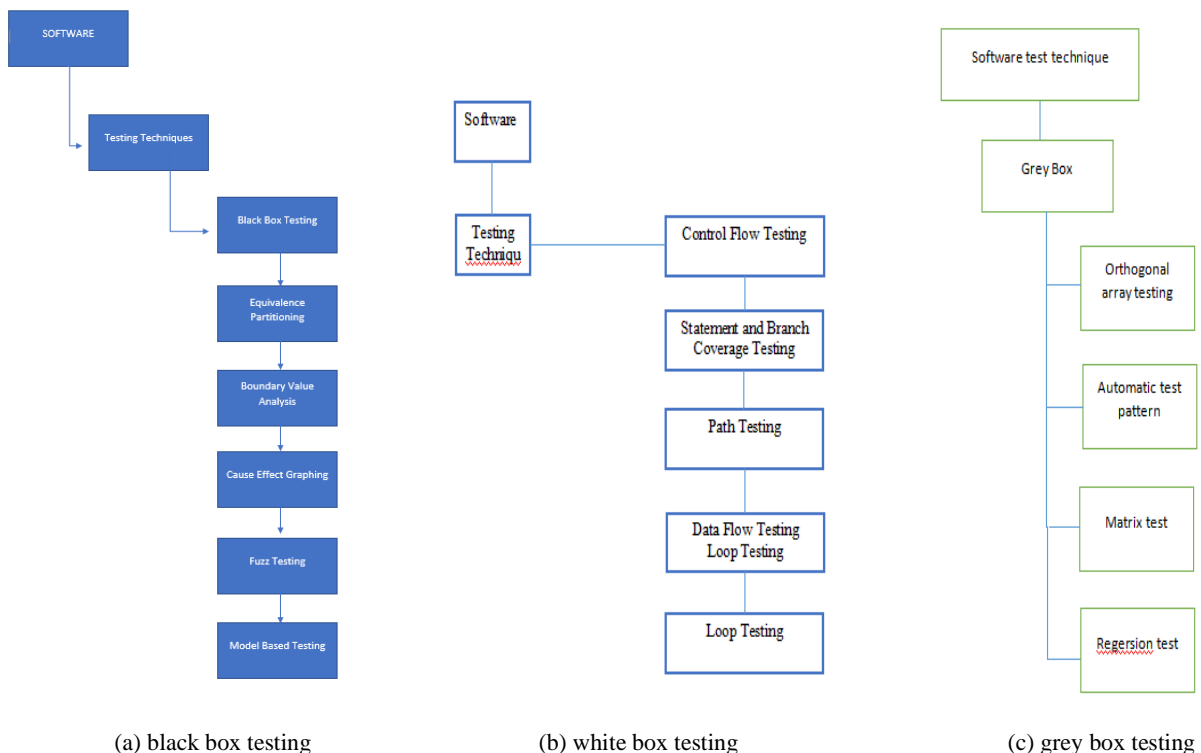 SOFTWARE
Testing Techniques
Black Box Testing
Equivalence
Partitioning
Boundary Value
Analysis
Cause Effect Graphing
Fuzz Testing
Model Based Testing
(a) black box testing
Software
Testing
Techniqu
Control Flow Testing
Statement and Branch
Coverage Testing
Path Testing
Data Flow Testing
Loop Testing
Loop Testing
(b) white box testing
Software test technique
Grey Box
Orthogonal
array testing
Automatic test
pattern
Matrix test
Regersion test
(c) grey box testing